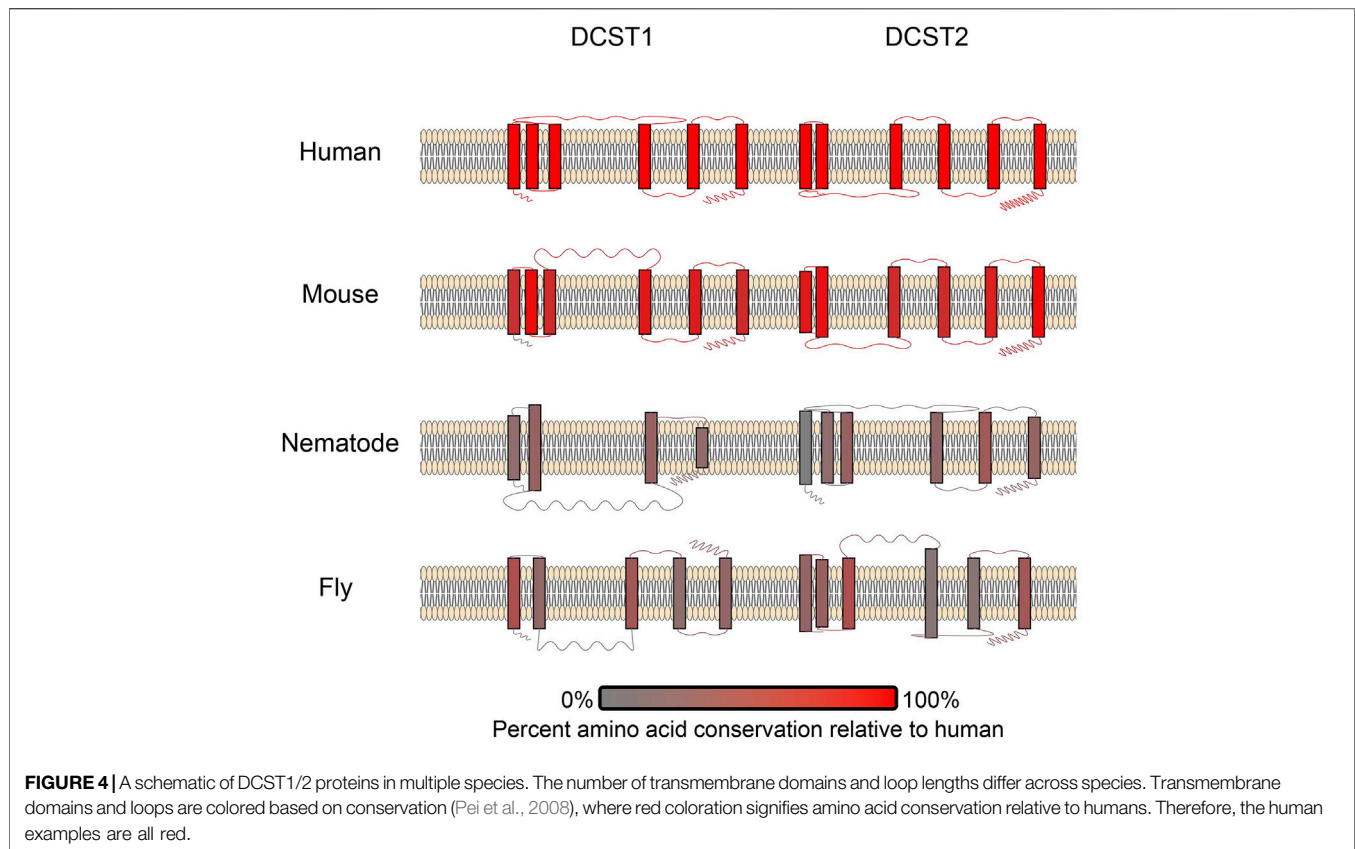 DCST1 DCST2
Human
Mouse
Nematode
Fly
0% 100%
Percent amino acid conservation relative to human
FIGURE 4 | A schematic of DCST1/2 proteins in multiple species. The number of transmembrane domains and loop lengths differ across species. Transmembrane
domains and loops are colored based on conservation (Pei et al., 2008), where red coloration signifies amino acid conservation relative to humans. Therefore, the human
examples are all red.